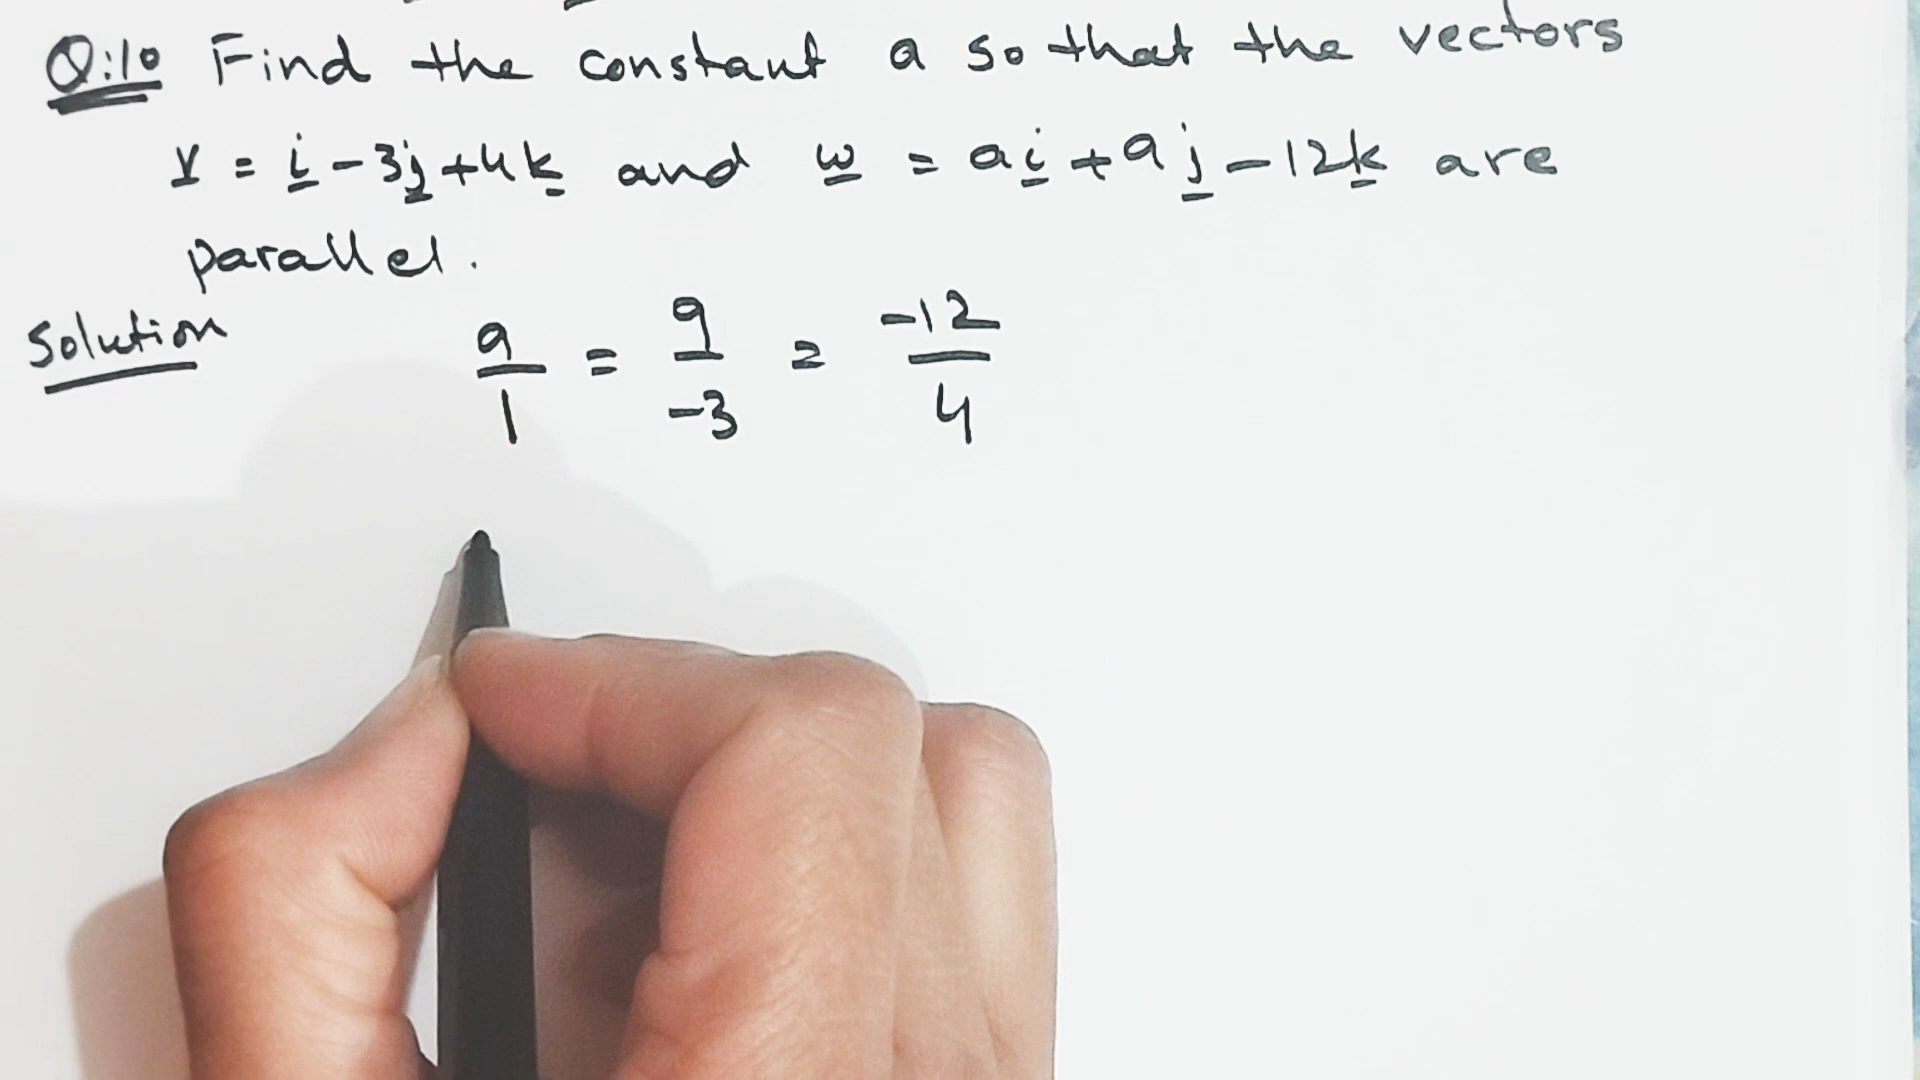 Q:10 Find the constant a so that the vectors
v = i - 3j + 4k and w = ai + 9j - 12k are
parallel.
Solution a/1 = 9/-3 = -12/4